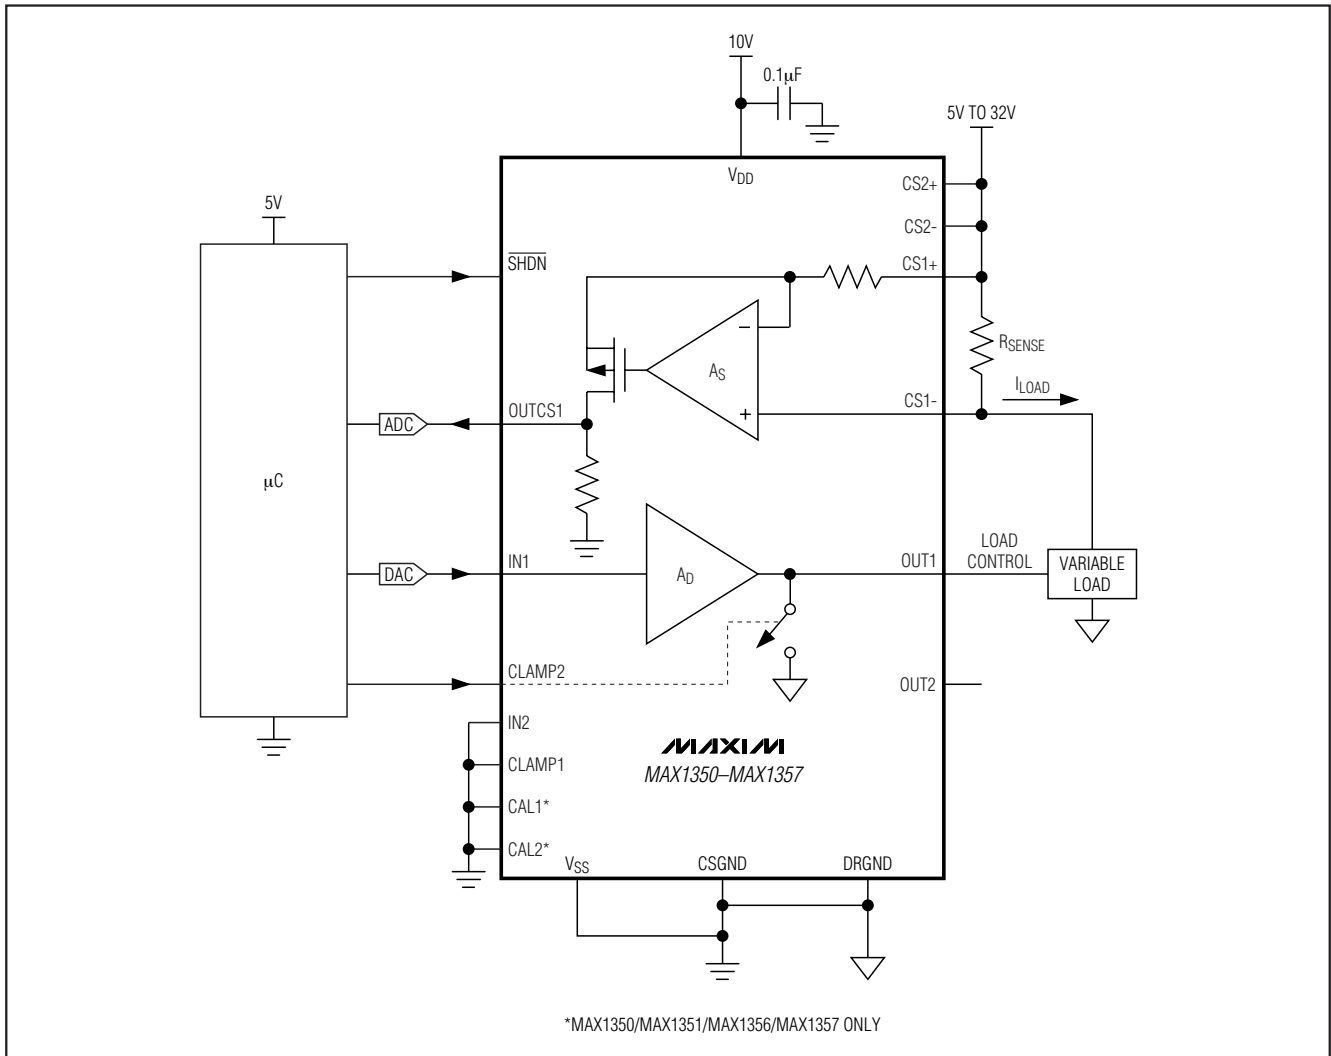 10V
0.1μF
5V TO 32V
VDD
CS2+
5V
CS2-
SHDN
CS1+
−
RSENSE
AS
ILOAD
+
CS1-
OUTCS1
ADC
μC
LOAD
CONTROL
IN1
OUT1
DAC
AD
VARIABLE
LOAD
CLAMP2
OUT2
IN2
MAXIM
MAX1350–MAX1357
CLAMP1
CAL1*
CAL2*
VSS
CSGND
DRGND
*MAX1350/MAX1351/MAX1356/MAX1357 ONLY